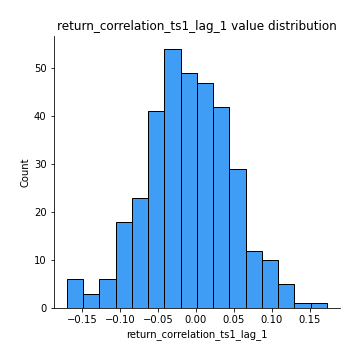 return_correlation_ts1_lag_1 value distribution
50
40
30
20
10
0
Count
−0.15 −0.10 −0.05 0.00 0.05 0.10 0.15
return_correlation_ts1_lag_1